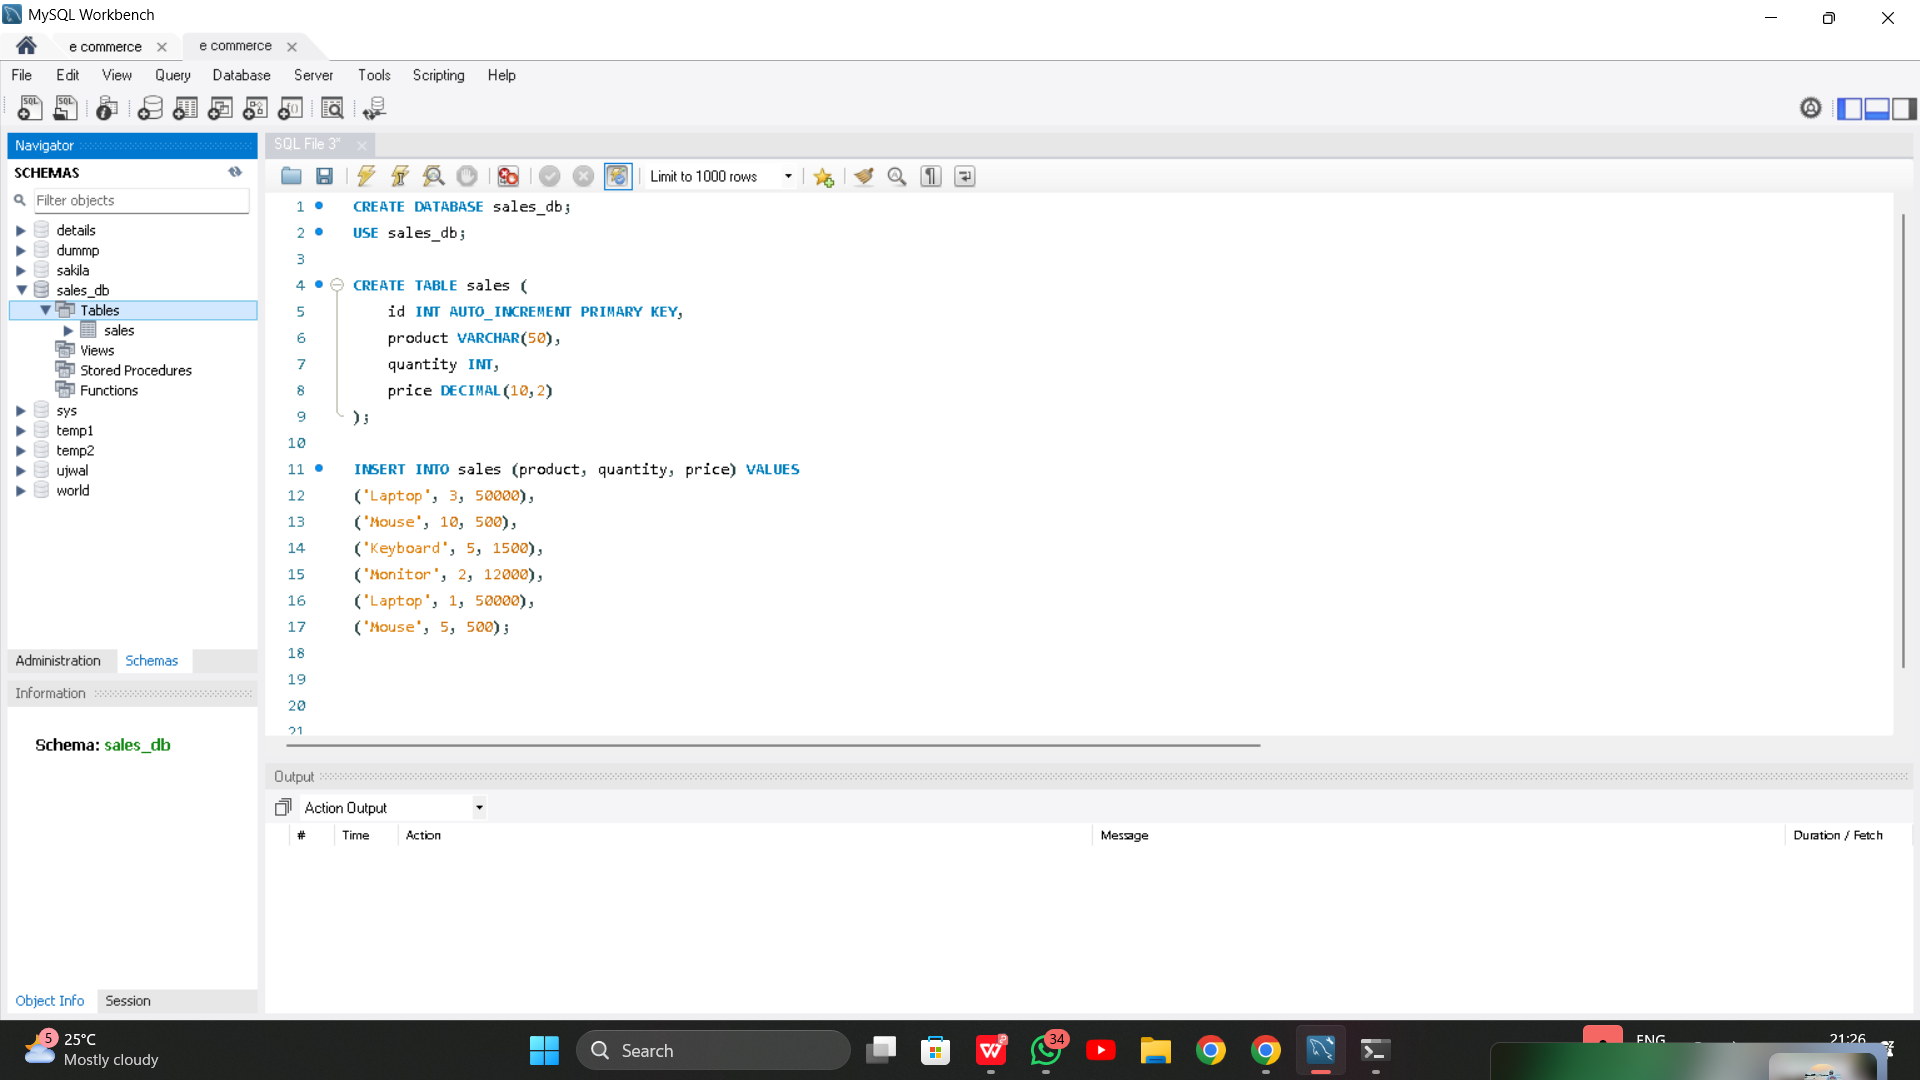 MySQL Workbench
e commerce
e commerce
File Edit View Query Database Server Tools Scripting Help
Navigator
SCHEMAS
Filter objects
details
dummp
sakila
sales_db
Tables
sales
Views
Stored Procedures
Functions
sys
temp1
temp2
ujwal
world
Administration Schemas
Information
Schema: sales_db
Object Info Session
SQL File 3*
Limit to 1000 rows
1 CREATE DATABASE sales_db;
2 USE sales_db;
3
4 CREATE TABLE sales (
5 id INT AUTO_INCREMENT PRIMARY KEY,
6 product VARCHAR(50),
7 quantity INT,
8 price DECIMAL(10,2)
9 );
10
11 INSERT INTO sales (product, quantity, price) VALUES
12 ('Laptop', 3, 50000),
13 ('Mouse', 10, 500),
14 ('Keyboard', 5, 1500),
15 ('Monitor', 2, 12000),
16 ('Laptop', 1, 50000),
17 ('Mouse', 5, 500);
18
19
20
21
Output
Action Output
# Time Action Message Duration / Fetch
5
25°C
Mostly cloudy
Search
34
ENG
21:26